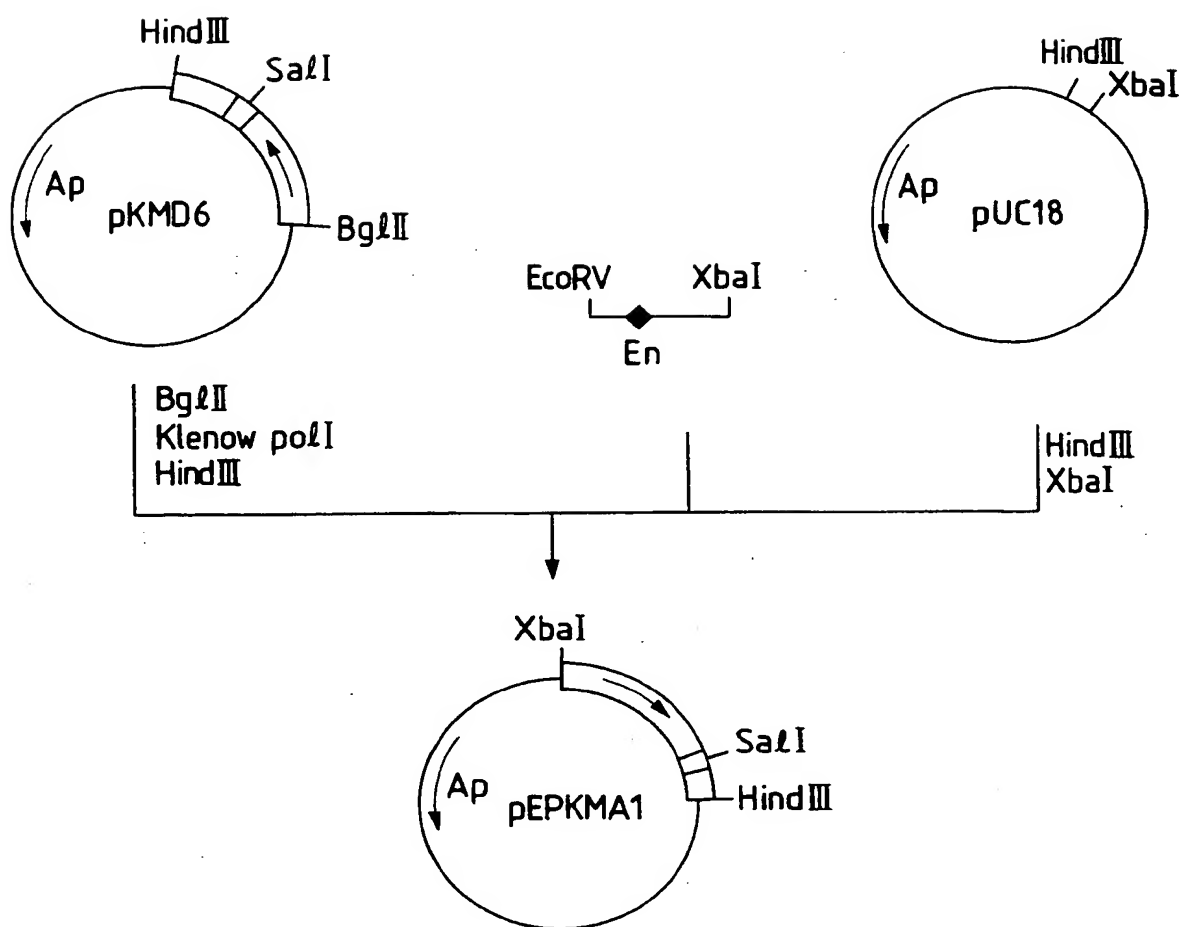 HindⅢ
SalI
Ap
pKMD6
BglⅡ
HindⅢ
XbaI
Ap
pUC18
EcoRV
XbaI
En
BglⅡ
Klenow polI
HindⅢ
HindⅢ
XbaI
XbaI
SalI
Ap
pEPKMA1
HindⅢ